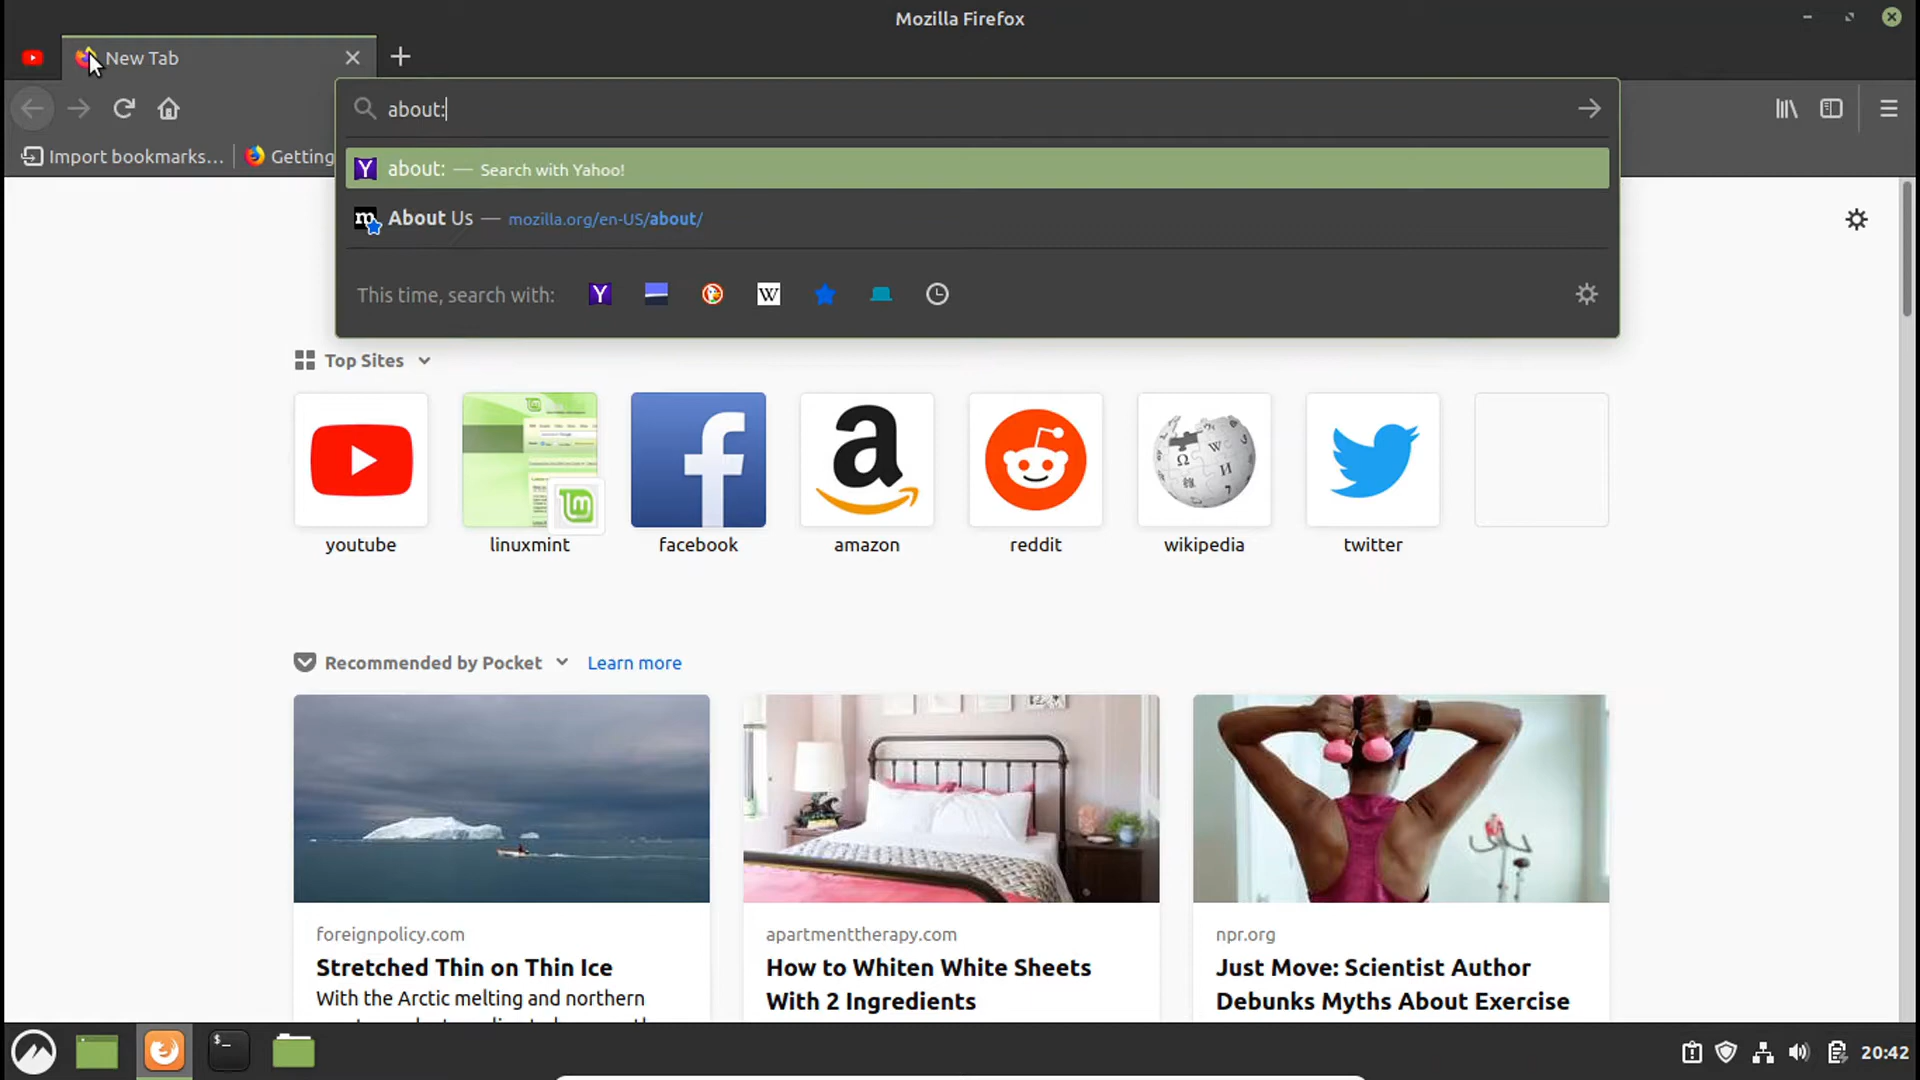 Mozilla Firefox
New Tab
about:
Import bookmarks...
Getting
about: — Search with Yahoo!
About Us — mozilla.org/en-US/about/
This time, search with:
Top Sites
youtube
linuxmint
facebook
amazon
reddit
wikipedia
twitter
Recommended by Pocket
Learn more
foreignpolicy.com
Stretched Thin on Thin Ice
With the Arctic melting and northern
apartmenttherapy.com
How to Whiten White Sheets
With 2 Ingredients
npr.org
Just Move: Scientist Author
Debunks Myths About Exercise
20:42